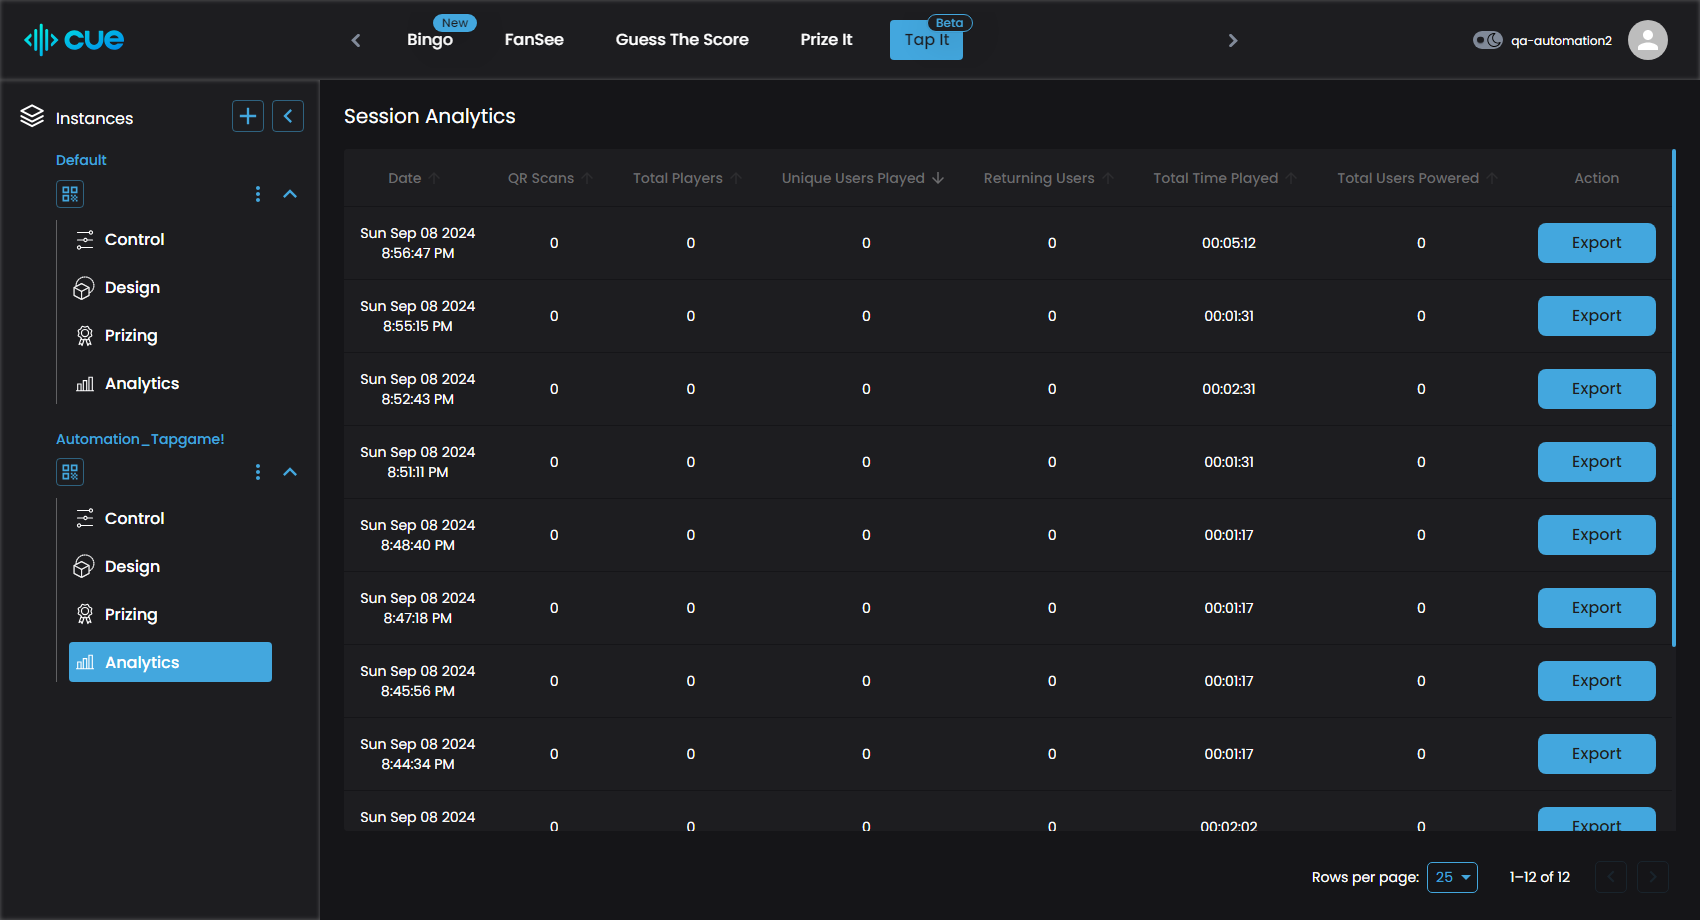 cue
New
Bingo
FanSee
Guess The Score
Prize It
Beta
Tap It
qa-automation2
Instances
Default
Control
Design
Prizing
Analytics
Automation_Tapgame!
Control
Design
Prizing
Analytics
Session Analytics
Date QR Scans Total Players Unique Users Played Returning Users Total Time Played Total Users Powered Action
Sun Sep 08 2024
8:56:47 PM 0 0 0 0 00:05:12 0 Export
Sun Sep 08 2024
8:55:15 PM 0 0 0 0 00:01:31 0 Export
Sun Sep 08 2024
8:52:43 PM 0 0 0 0 00:02:31 0 Export
Sun Sep 08 2024
8:51:11 PM 0 0 0 0 00:01:31 0 Export
Sun Sep 08 2024
8:48:40 PM 0 0 0 0 00:01:17 0 Export
Sun Sep 08 2024
8:47:18 PM 0 0 0 0 00:01:17 0 Export
Sun Sep 08 2024
8:45:56 PM 0 0 0 0 00:01:17 0 Export
Sun Sep 08 2024
8:44:34 PM 0 0 0 0 00:01:17 0 Export
Sun Sep 08 2024
0 0 0 0 00:02:02 0 Export
Rows per page: 25 1–12 of 12